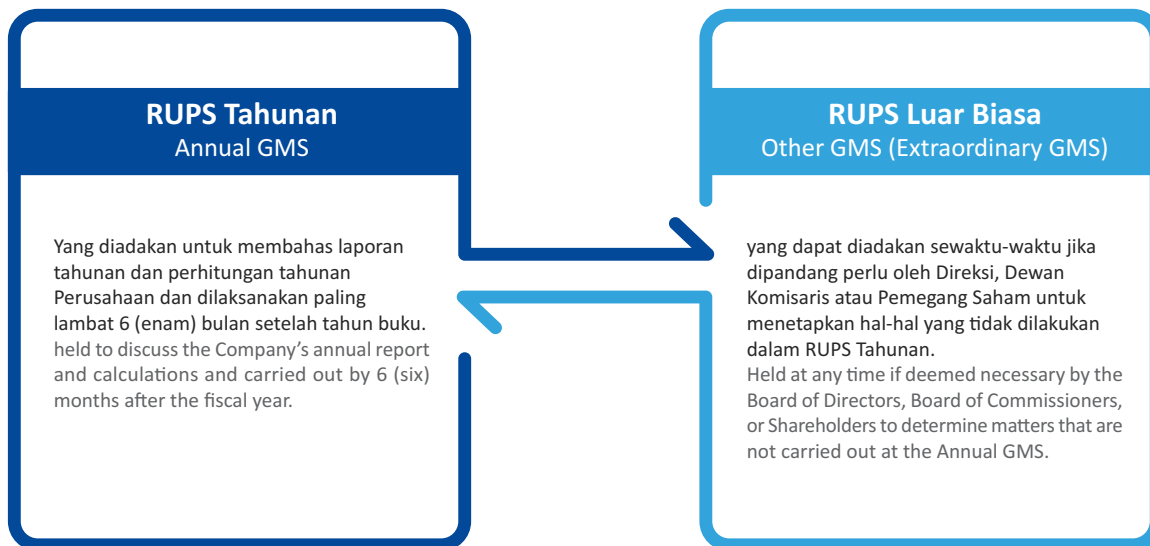 RUPS Tahunan
Annual GMS
Yang diadakan untuk membahas laporan
tahunan dan perhitungan tahunan
Perusahaan dan dilaksanakan paling
lambat 6 (enam) bulan setelah tahun buku.
held to discuss the Company’s annual report
and calculations and carried out by 6 (six)
months after the fiscal year.
RUPS Luar Biasa
Other GMS (Extraordinary GMS)
yang dapat diadakan sewaktu-waktu jika
dipandang perlu oleh Direksi, Dewan
Komisaris atau Pemegang Saham untuk
menetapkan hal-hal yang tidak dilakukan
dalam RUPS Tahunan.
Held at any time if deemed necessary by the
Board of Directors, Board of Commissioners,
or Shareholders to determine matters that are
not carried out at the Annual GMS.